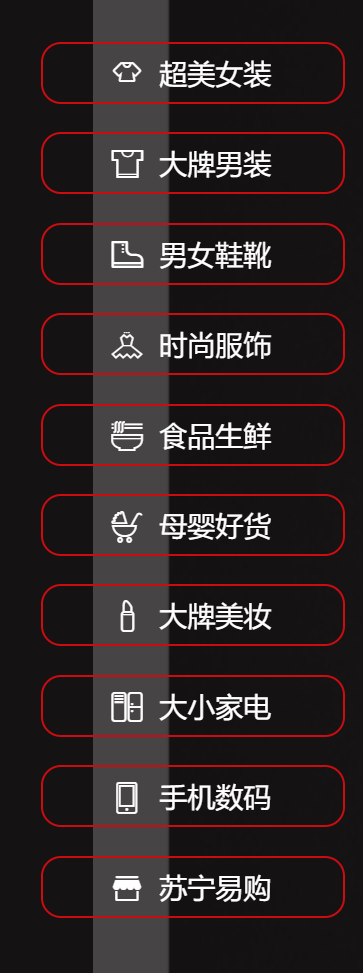 超美女装
大牌男装
男女鞋靴
时尚服饰
食品生鲜
母婴好货
大牌美妆
大小家电
手机数码
苏宁易购